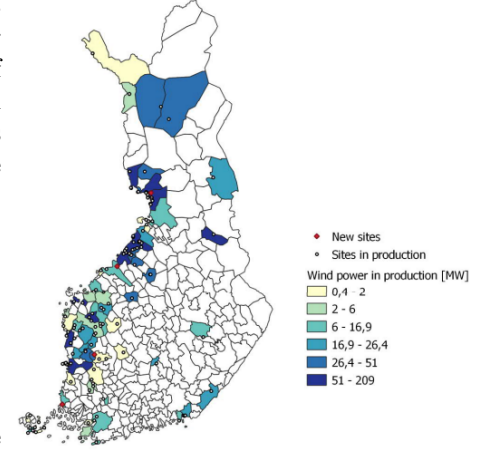 New sites
Sites in production
Wind power in production [MW]
0,4 - 2
2 - 6
6 - 16,9
16,9 - 26,4
26,4 - 51
51 - 209